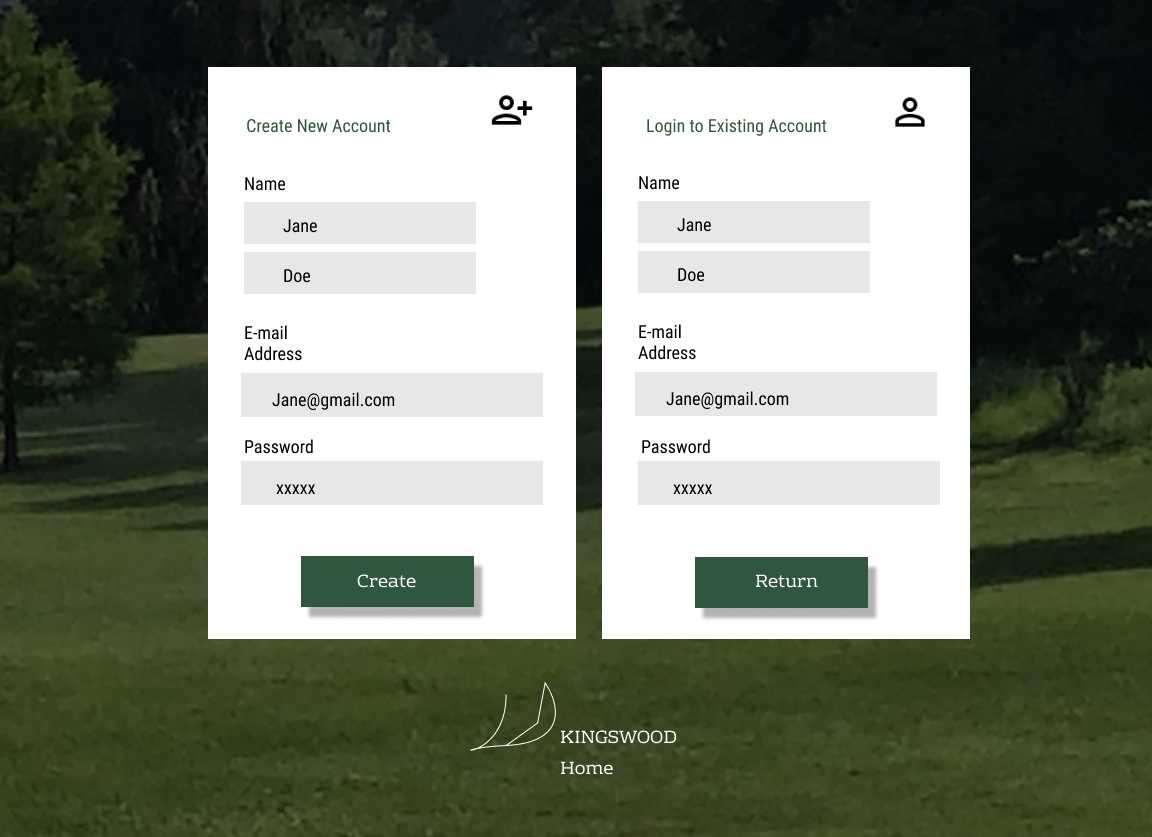 Create New Account
Name
Jane
Doe
E-mail
Address
Jane@gmail.com
Password
xxxxx
Create
Login to Existing Account
Name
Jane
Doe
E-mail
Address
Jane@gmail.com
Password
xxxxx
Return
KINGSWOOD
Home